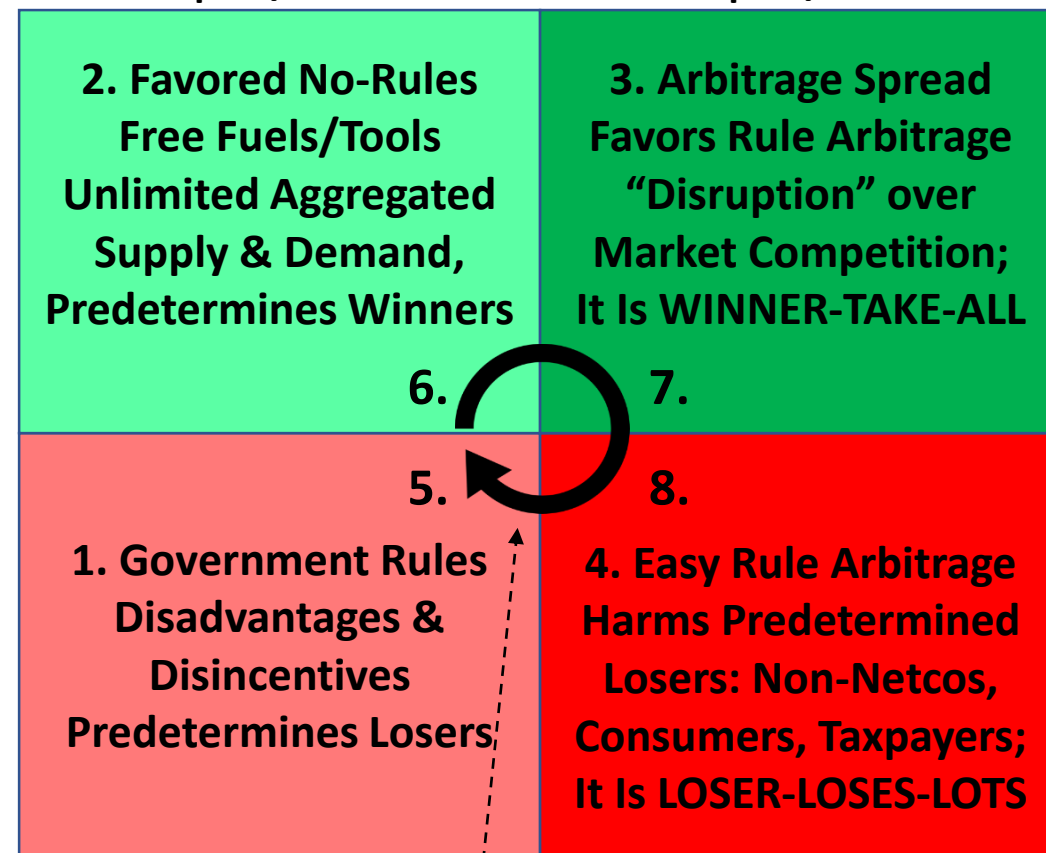 2. Favored No-Rules
Free Fuels/Tools
Unlimited Aggregated
Supply & Demand,
Predetermines Winners
6.
3. Arbitrage Spread
Favors Rule Arbitrage
“Disruption” over
Market Competition;
It Is WINNER-TAKE-ALL
7.
5.
1. Government Rules
Disadvantages &
Disincentives
Predetermines Losers
8.
4. Easy Rule Arbitrage
Harms Predetermined
Losers: Non-Netcos,
Consumers, Taxpayers;
It Is LOSER-LOSES-LOTS